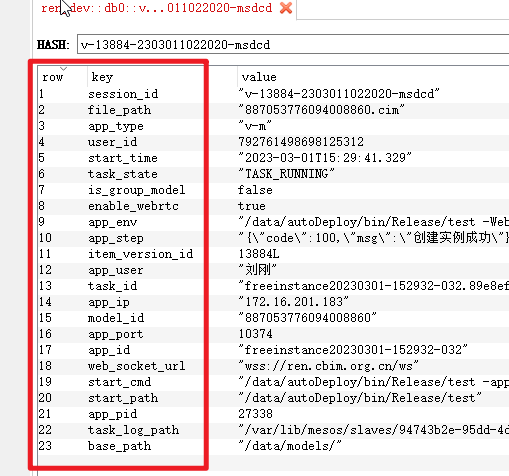 ren-dev::db0::v...011022020-msdcd
HASH: v-13884-2303011022020-msdcd
row key value
1 session_id "v-13884-2303011022020-msdcd"
2 file_path "887053776094008860.cim"
3 app_type "v-m"
4 user_id 792761498698125312
5 start_time "2023-03-01T15:29:41.329"
6 task_state "TASK_RUNNING"
7 is_group_model false
8 enable_webrtc true
9 app_env "/data/autoDeploy/bin/Release/test -Web
10 app_step "{\"code\":100,\"msg\":\"创建实例成功\"}
11 item_version_id 13884L
12 app_user "刘刚"
13 task_id "freeinstance20230301-152932-032.89e8ef
14 app_ip "172.16.201.183"
15 model_id "887053776094008860"
16 app_port 10374
17 app_id "freeinstance20230301-152932-032"
18 web_socket_url "wss://ren.cbim.org.cn/ws"
19 start_cmd "/data/autoDeploy/bin/Release/test -app
20 start_path "/data/autoDeploy/bin/Release/test"
21 app_pid 27338
22 task_log_path "/var/lib/mesos/slaves/94743b2e-95dd-4d
23 base_path "/data/models/"